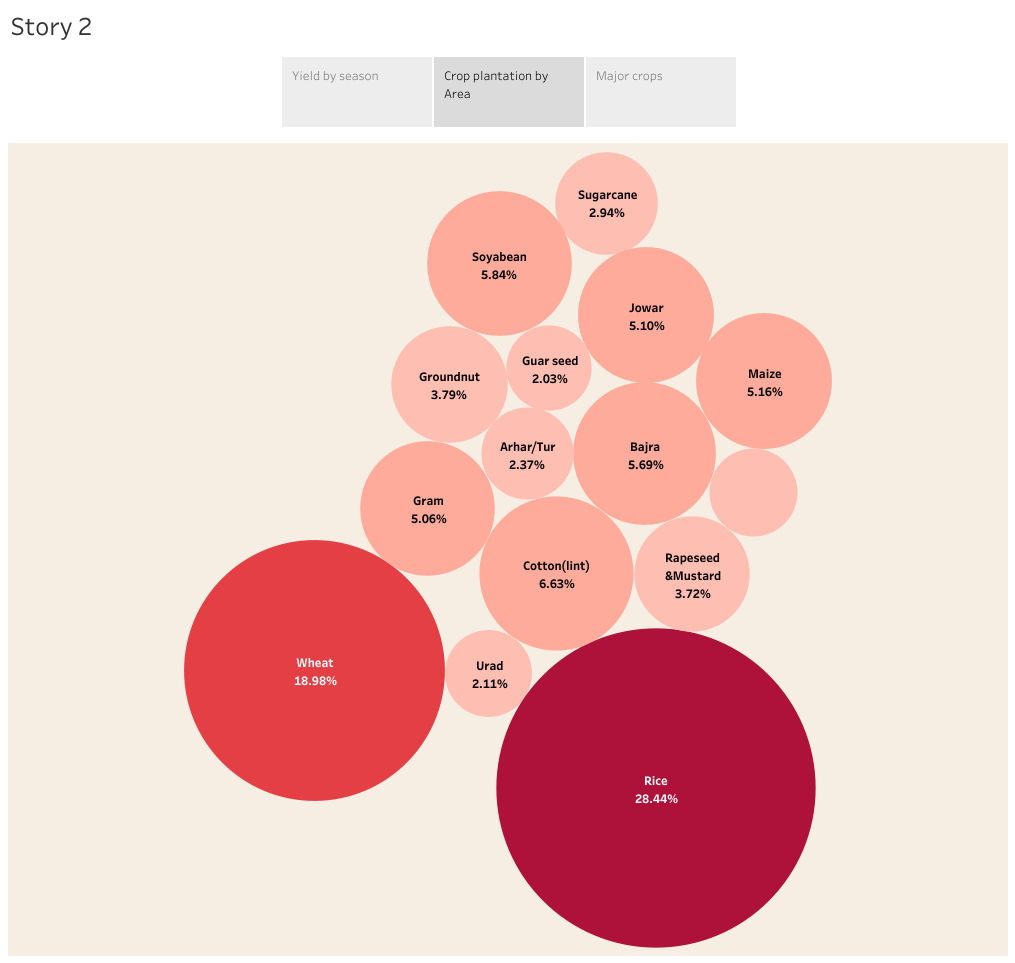 Story 2
Yield by season
Crop plantation by
Area
Major crops
Sugarcane
2.94%
Soyabean
5.84%
Jowar
5.10%
Guar seed
2.03%
Maize
5.16%
Groundnut
3.79%
Arhar/Tur
2.37%
Bajra
5.69%
Gram
5.06%
Cotton(lint)
6.63%
Rapeseed
&Mustard
3.72%
Wheat
18.98%
Urad
2.11%
Rice
28.44%